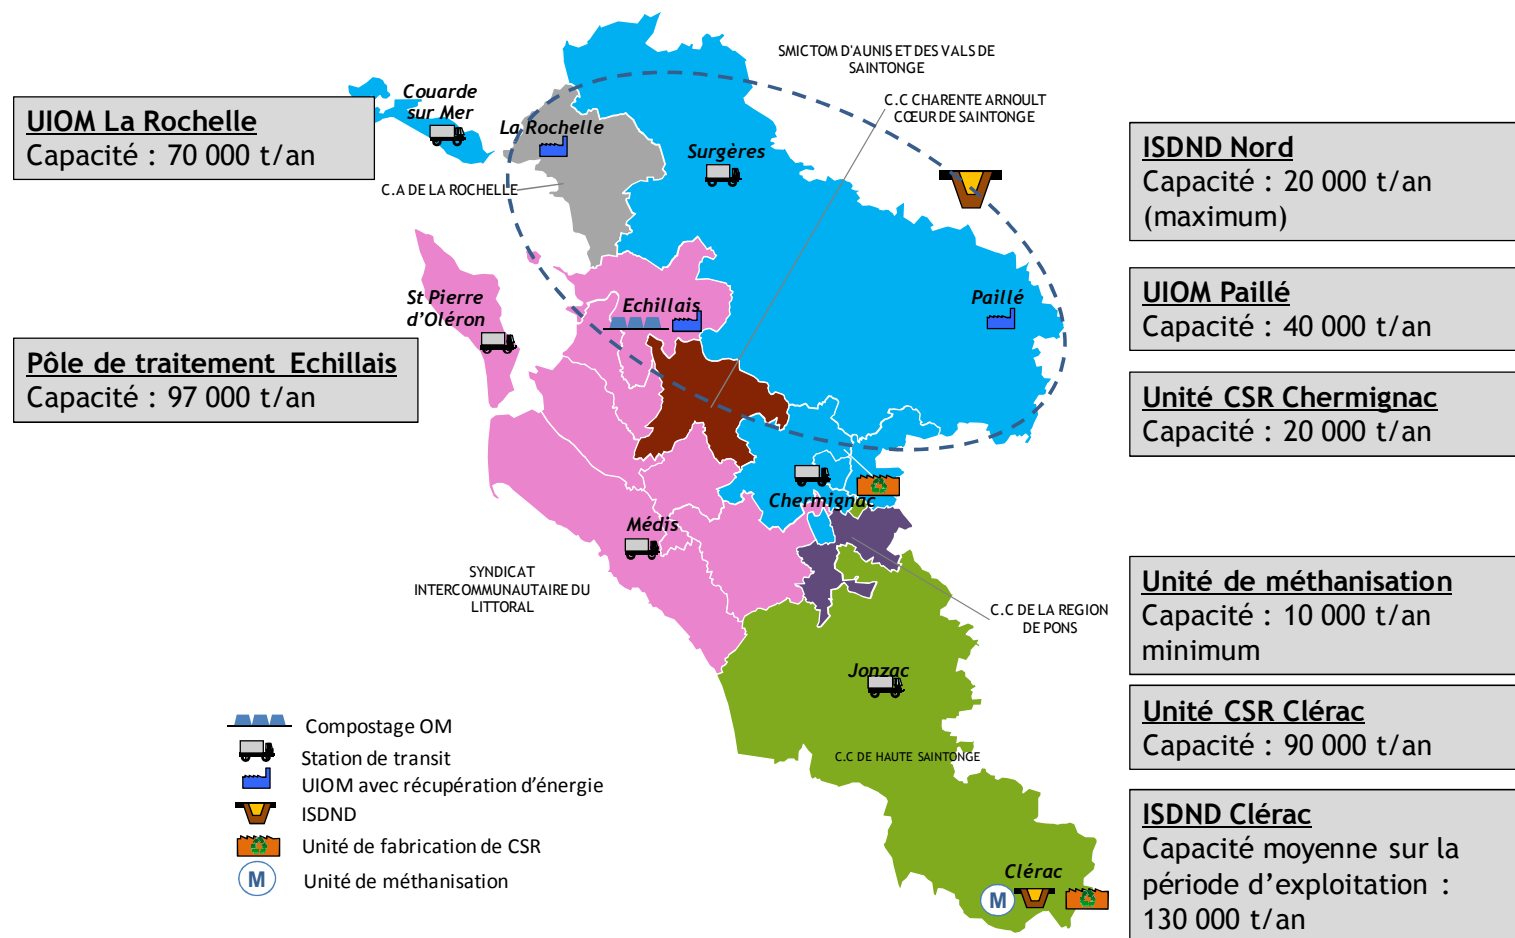 SMICTOM D'AUNIS ET DES VALS DE
SAINTONGE
C.C CHARENTE ARNOULT
CŒUR DE SAINTONGE
Couarde
sur Mer
La Rochelle
Surgères
C.A DE LA ROCHELLE
UIOM La Rochelle
Capacité : 70 000 t/an
ISDND Nord
Capacité : 20 000 t/an
(maximum)
St Pierre
d'Oléron
Echillais
Paillé
UIOM Paillé
Capacité : 40 000 t/an
Pôle de traitement Echillais
Capacité : 97 000 t/an
Unité CSR Chermignac
Capacité : 20 000 t/an
Chermignac
Médis
SYNDICAT
INTERCOMMUNAUTAIRE DU
LITTORAL
C.C DE LA REGION
DE PONS
Unité de méthanisation
Capacité : 10 000 t/an
minimum
Jonzac
C.C DE HAUTE SAINTONGE
Unité CSR Clérac
Capacité : 90 000 t/an
Compostage OM
Station de transit
UIOM avec récupération d'énergie
ISDND
Unité de fabrication de CSR
M
Unité de méthanisation
Clérac
M
ISDND Clérac
Capacité moyenne sur la
période d'exploitation :
130 000 t/an